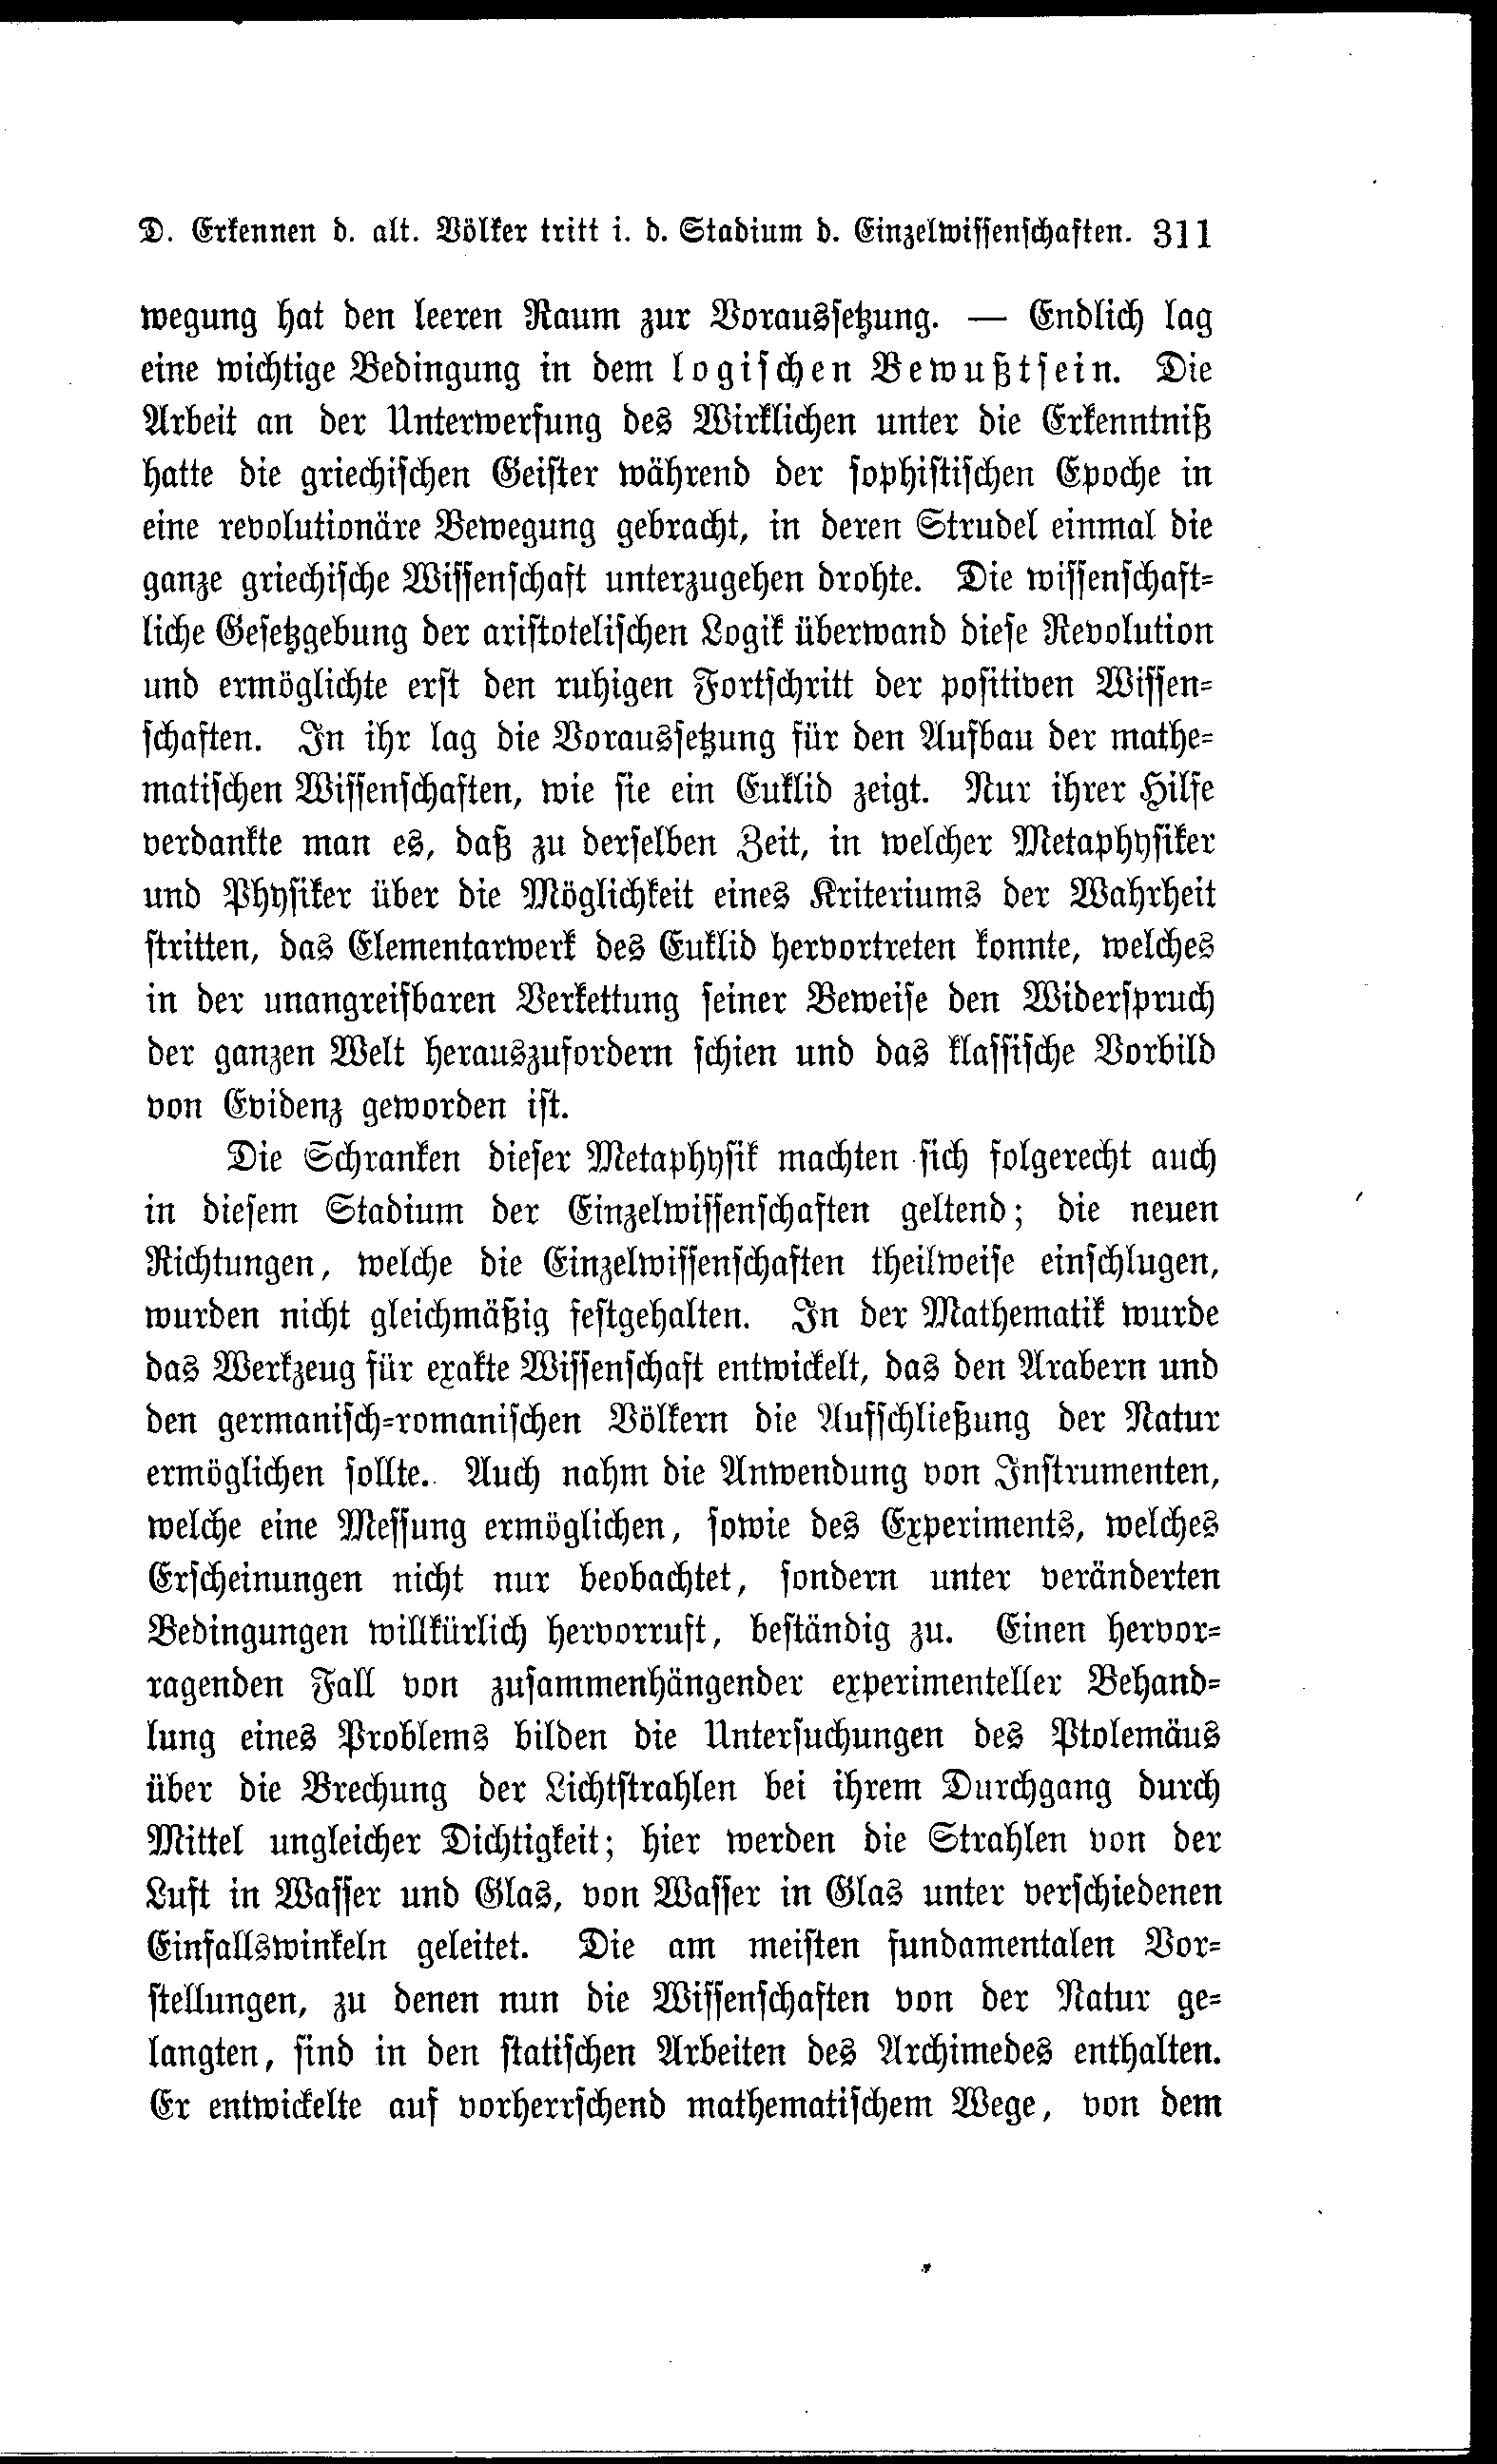 D. Erkennen d. alt. Völker tritt i. d. Stadium d. Einzelwissenschaften. 311
wegung hat den leeren Raum zur Voraussetzung. — Endlich lag
eine wichtige Bedingung in dem logischen Bewußtsein. Die
Arbeit an der Unterwerfung des Wirklichen unter die Erkenntniß
hatte die griechischen Geister während der sophistischen Epoche in
eine revolutionäre Bewegung gebracht, in deren Strudel einmal die
ganze griechische Wissenschaft unterzugehen drohte. Die wissenschaft=
liche Gesetzgebung der aristotelischen Logik überwand diese Revolution
und ermöglichte erst den ruhigen Fortschritt der positiven Wissen=
schaften. In ihr lag die Voraussetzung für den Aufbau der mathe=
matischen Wissenschaften, wie sie ein Euklid zeigt. Nur ihrer Hilfe
verdankte man es, daß zu derselben Zeit, in welcher Metaphysiker
und Physiker über die Möglichkeit eines Kriteriums der Wahrheit
stritten, das Elementarwerk des Euklid hervortreten konnte, welches
in der unangreifbaren Verkettung seiner Beweise den Widerspruch
der ganzen Welt herauszufordern schien und das klassische Vorbild
von Evidenz geworden ist.
Die Schranken dieser Metaphysik machten sich folgerecht auch
in diesem Stadium der Einzelwissenschaften geltend; die neuen
Richtungen, welche die Einzelwissenschaften theilweise einschlugen,
wurden nicht gleichmäßig festgehalten. In der Mathematik wurde
das Werkzeug für exakte Wissenschaft entwickelt, das den Arabern und
den germanisch=romanischen Völkern die Aufschließung der Natur
ermöglichen sollte. Auch nahm die Anwendung von Instrumenten,
welche eine Messung ermöglichen, sowie des Experiments, welches
Erscheinungen nicht nur beobachtet, sondern unter veränderten
Bedingungen willkürlich hervorruft, beständig zu. Einen hervor=
ragenden Fall von zusammenhängender experimenteller Behand=
lung eines Problems bilden die Untersuchungen des Ptolemäus
über die Brechung der Lichtstrahlen bei ihrem Durchgang durch
Mittel ungleicher Dichtigkeit; hier werden die Strahlen von der
Luft in Wasser und Glas, von Wasser in Glas unter verschiedenen
Einfallswinkeln geleitet. Die am meisten fundamentalen Vor=
stellungen, zu denen nun die Wissenschaften von der Natur ge=
langten, sind in den statischen Arbeiten des Archimedes enthalten.
Er entwickelte auf vorherrschend mathematischem Wege, von dem